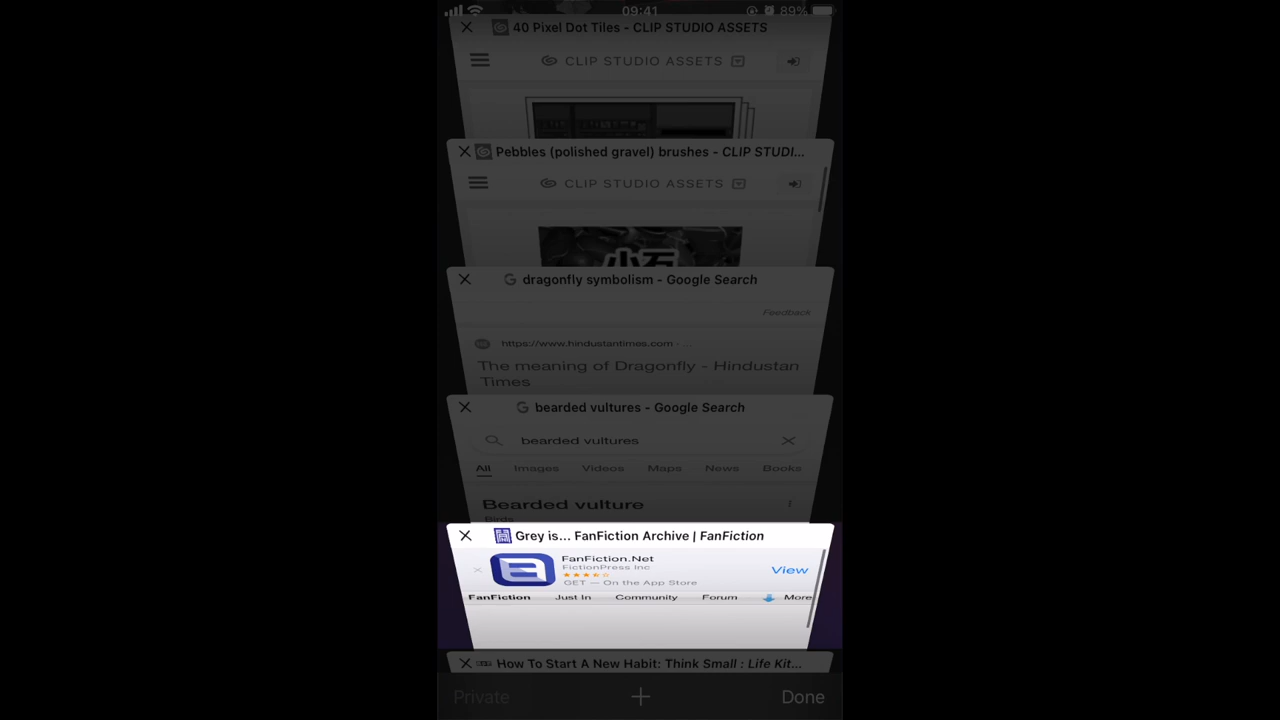 09:41
89%
40 Pixel Dot Tiles - CLIP STUDIO ASSETS
CLIP STUDIO ASSETS
Pebbles (polished gravel) brushes - CLIP STUDI...
CLIP STUDIO ASSETS
小石
dragonfly symbolism - Google Search
Feedback
https://www.hindustantimes.com › ...
The meaning of Dragonfly - Hindustan
Times
bearded vultures - Google Search
bearded vultures
All Images Videos Maps News Books
Bearded vulture
Birds
Grey is... FanFiction Archive | FanFiction
FanFiction.Net
FictionPress Inc
GET — On the App Store
View
FanFiction Just In Community Forum More
How To Start A New Habit: Think Small : Life Kit...
Private
Done